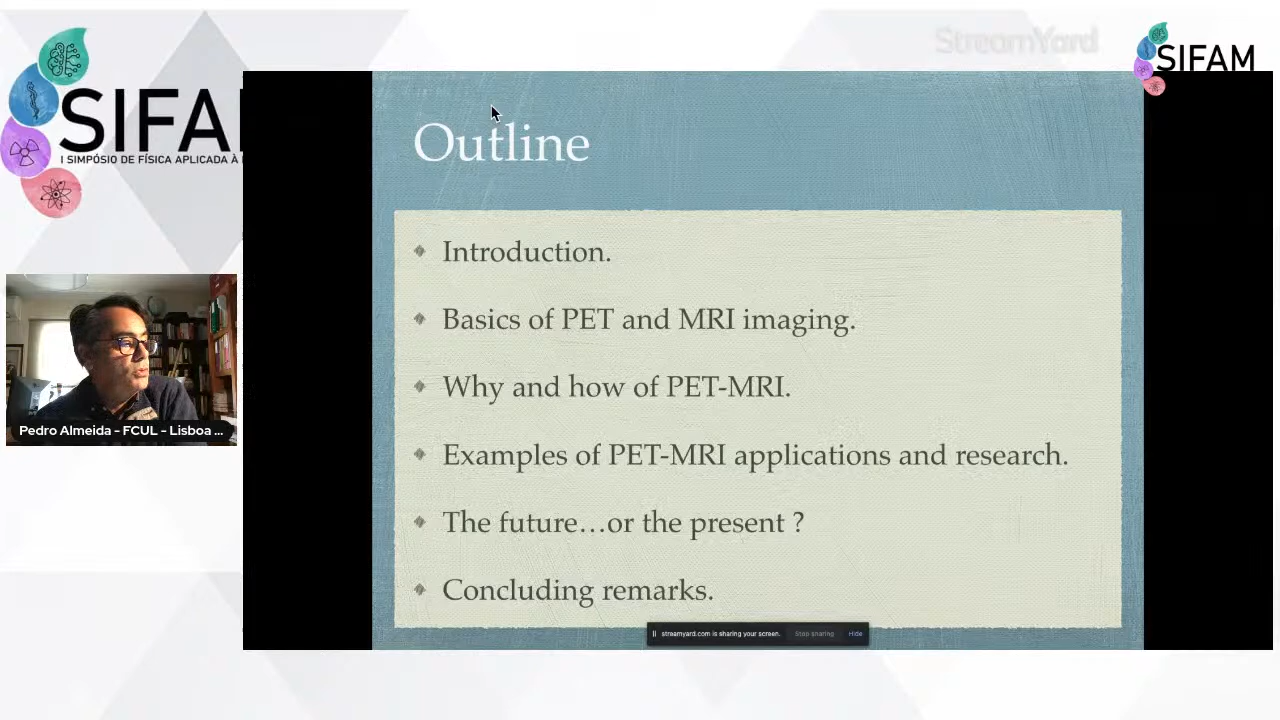 StreamYard
SIFAM
SIFA
I SIMPÓSIO DE FÍSICA APLICADA À
Outline
Introduction.
Basics of PET and MRI imaging.
Why and how of PET-MRI.
Examples of PET-MRI applications and research.
The future…or the present ?
Concluding remarks.
Pedro Almeida - FCUL - Lisboa ...
streamyard.com is sharing your screen. Stop sharing Hide